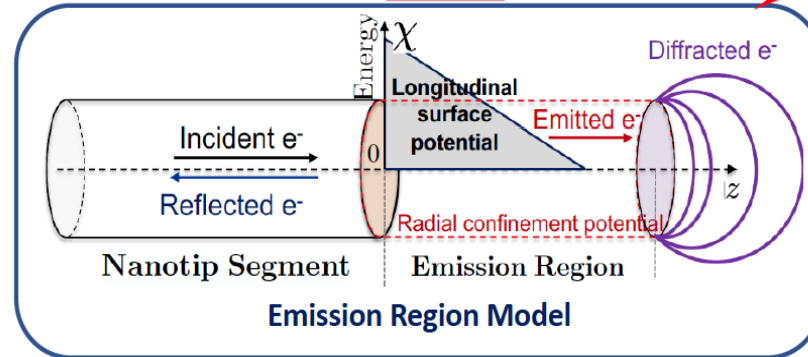 Energy
χ
Diffracted e-
Longitudinal
surface
potential
Emitted e-
Incident e-
0
Reflected e-
z
Radial confinement potential
Nanotip Segment
Emission Region
Emission Region Model